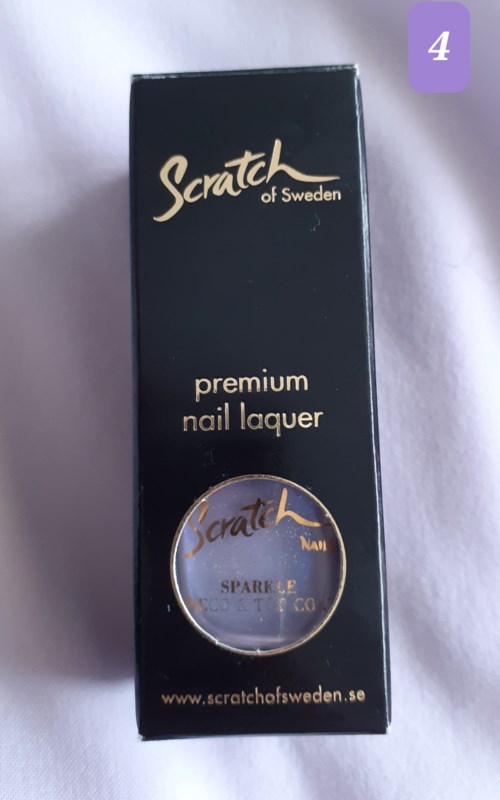 4
Scratch
of Sweden
premium
nail laquer
Scratch
Nail
SPARKLE
& T
www.scratchofsweden.se